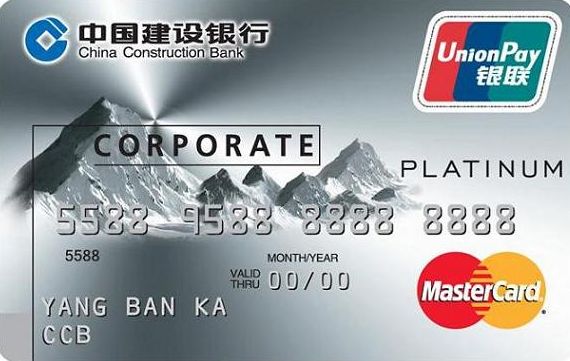 中国建设银行
China Construction Bank
UnionPay
银联
CORPORATE
PLATINUM
5588 9588 8888 8888
5588
MONTH/YEAR
VALID THRU 00/00
YANG BAN KA
CCB
MasterCard